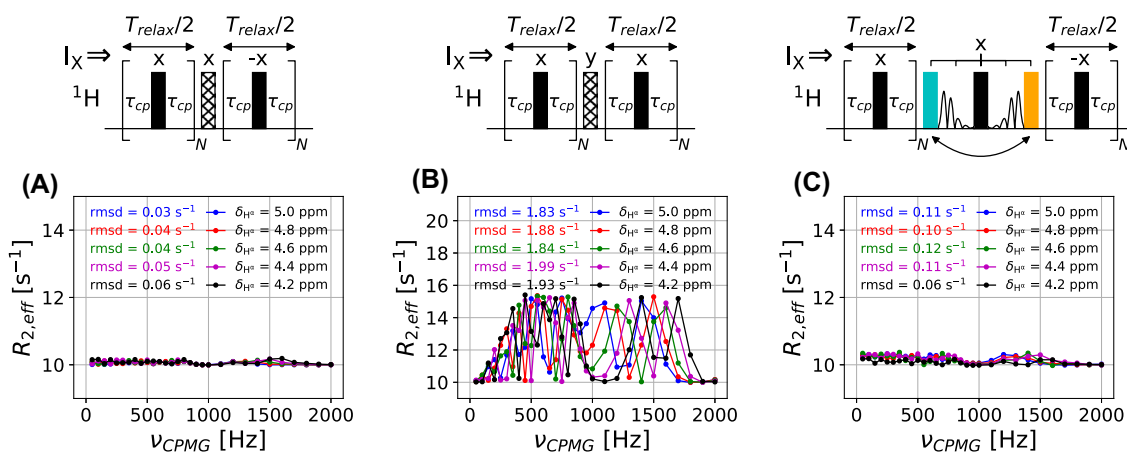 T_relax/2 T_relax/2
I_X ⇒ x x -x
¹H τ_cp τ_cp τ_cp τ_cp
N N
T_relax/2 T_relax/2
I_X ⇒ x y x
¹H τ_cp τ_cp τ_cp τ_cp
N N
T_relax/2 T_relax/2
I_X ⇒ x x -x
¹H τ_cp τ_cp τ_cp τ_cp
N N
(A)
rmsd = 0.03 s⁻¹ δ_Hα = 5.0 ppm
rmsd = 0.04 s⁻¹ δ_Hα = 4.8 ppm
rmsd = 0.04 s⁻¹ δ_Hα = 4.6 ppm
rmsd = 0.05 s⁻¹ δ_Hα = 4.4 ppm
rmsd = 0.06 s⁻¹ δ_Hα = 4.2 ppm
R_2,eff [s⁻¹]
14
12
10
0 500 1000 1500 2000
ν_CPMG [Hz]
(B)
rmsd = 1.83 s⁻¹ δ_Hα = 5.0 ppm
rmsd = 1.88 s⁻¹ δ_Hα = 4.8 ppm
rmsd = 1.84 s⁻¹ δ_Hα = 4.6 ppm
rmsd = 1.99 s⁻¹ δ_Hα = 4.4 ppm
rmsd = 1.93 s⁻¹ δ_Hα = 4.2 ppm
R_2,eff [s⁻¹]
20
18
16
14
12
10
0 500 1000 1500 2000
ν_CPMG [Hz]
(C)
rmsd = 0.11 s⁻¹ δ_Hα = 5.0 ppm
rmsd = 0.10 s⁻¹ δ_Hα = 4.8 ppm
rmsd = 0.12 s⁻¹ δ_Hα = 4.6 ppm
rmsd = 0.11 s⁻¹ δ_Hα = 4.4 ppm
rmsd = 0.06 s⁻¹ δ_Hα = 4.2 ppm
R_2,eff [s⁻¹]
14
12
10
0 500 1000 1500 2000
ν_CPMG [Hz]